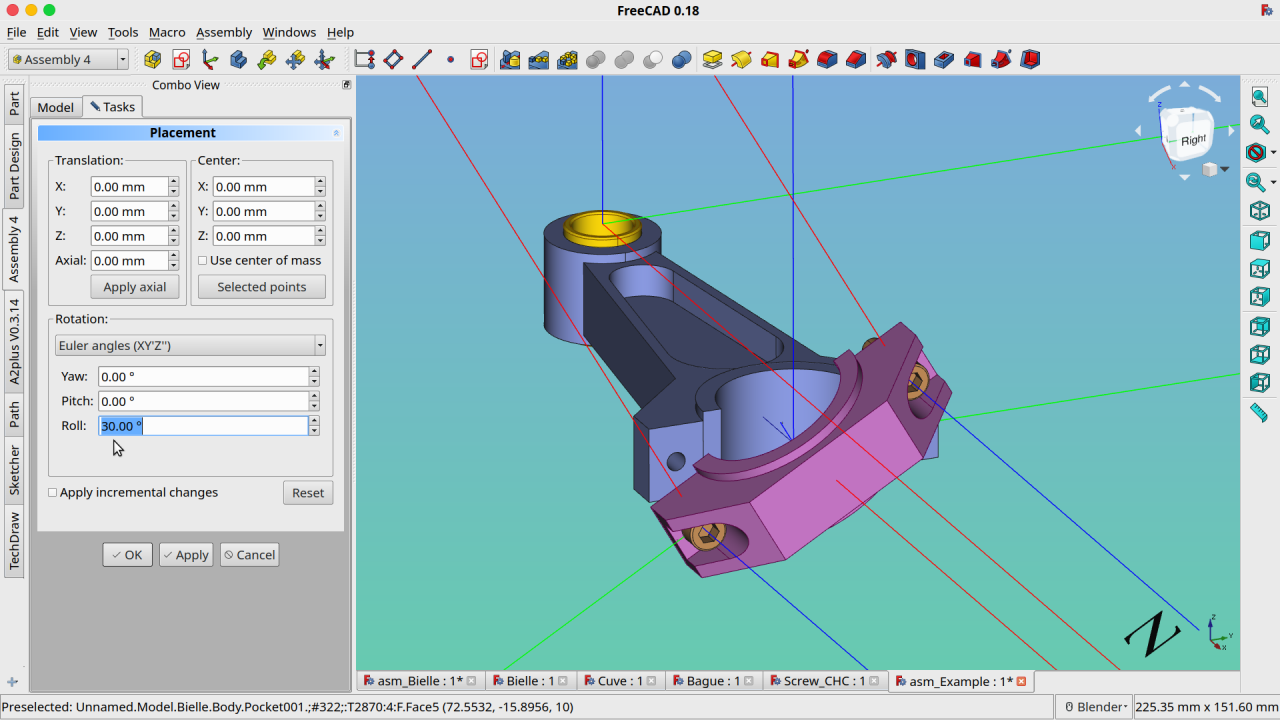 FreeCAD 0.18
File Edit View Tools Macro Assembly Windows Help
Assembly 4
Combo View
Model Tasks
Placement
Translation: Center:
X: 0.00 mm X: 0.00 mm
Y: 0.00 mm Y: 0.00 mm
Z: 0.00 mm Z: 0.00 mm
Axial: 0.00 mm Use center of mass
Apply axial Selected points
Rotation:
Euler angles (XY'Z'')
Yaw: 0.00 °
Pitch: 0.00 °
Roll: 30.00 °
Apply incremental changes Reset
OK Apply Cancel
Part
Part Design
Assembly 4
A2plus V0.3.14
Path
Sketcher
TechDraw
Z
Right
X
N
Z
Y
X
asm_Bielle : 1* Bielle : 1 Cuve : 1 Bague : 1 Screw_CHC : 1 asm_Example : 1*
Preselected: Unnamed.Model.Bielle.Body.Pocket001.;#322;:T2870:4:F.Face5 (72.5532, -15.8956, 10) Blender 225.35 mm x 151.60 mm